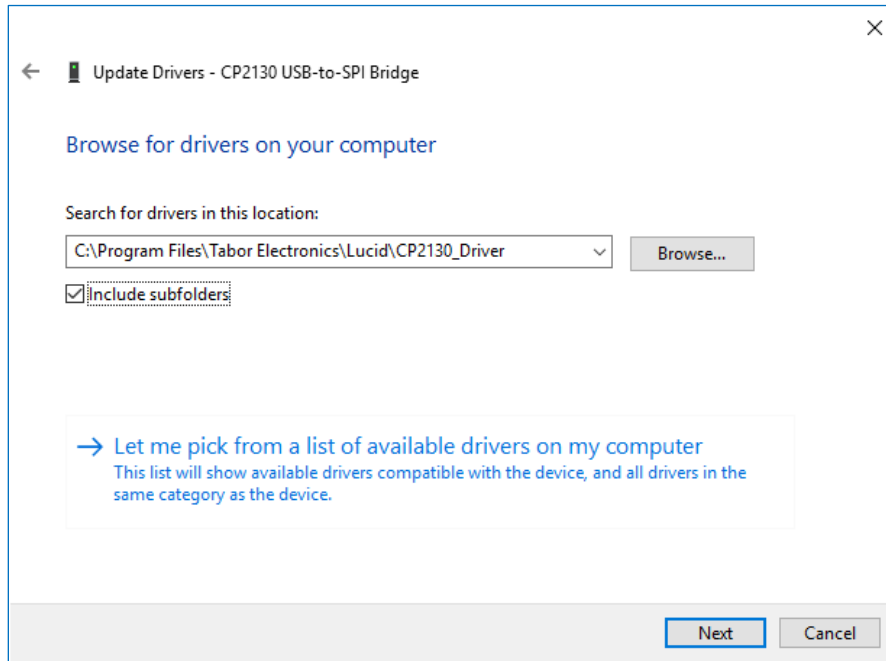 Update Drivers - CP2130 USB-to-SPI Bridge
Browse for drivers on your computer
Search for drivers in this location:
C:\Program Files\Tabor Electronics\Lucid\CP2130_Driver
Browse...
Include subfolders
Let me pick from a list of available drivers on my computer
This list will show available drivers compatible with the device, and all drivers in the
same category as the device.
Next
Cancel